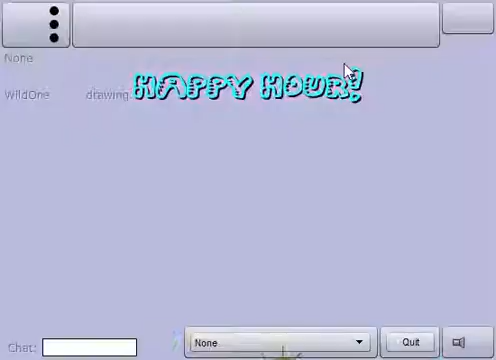 None
HAPPY HOUR!
WildOne drawing
Chat:
None
Quit